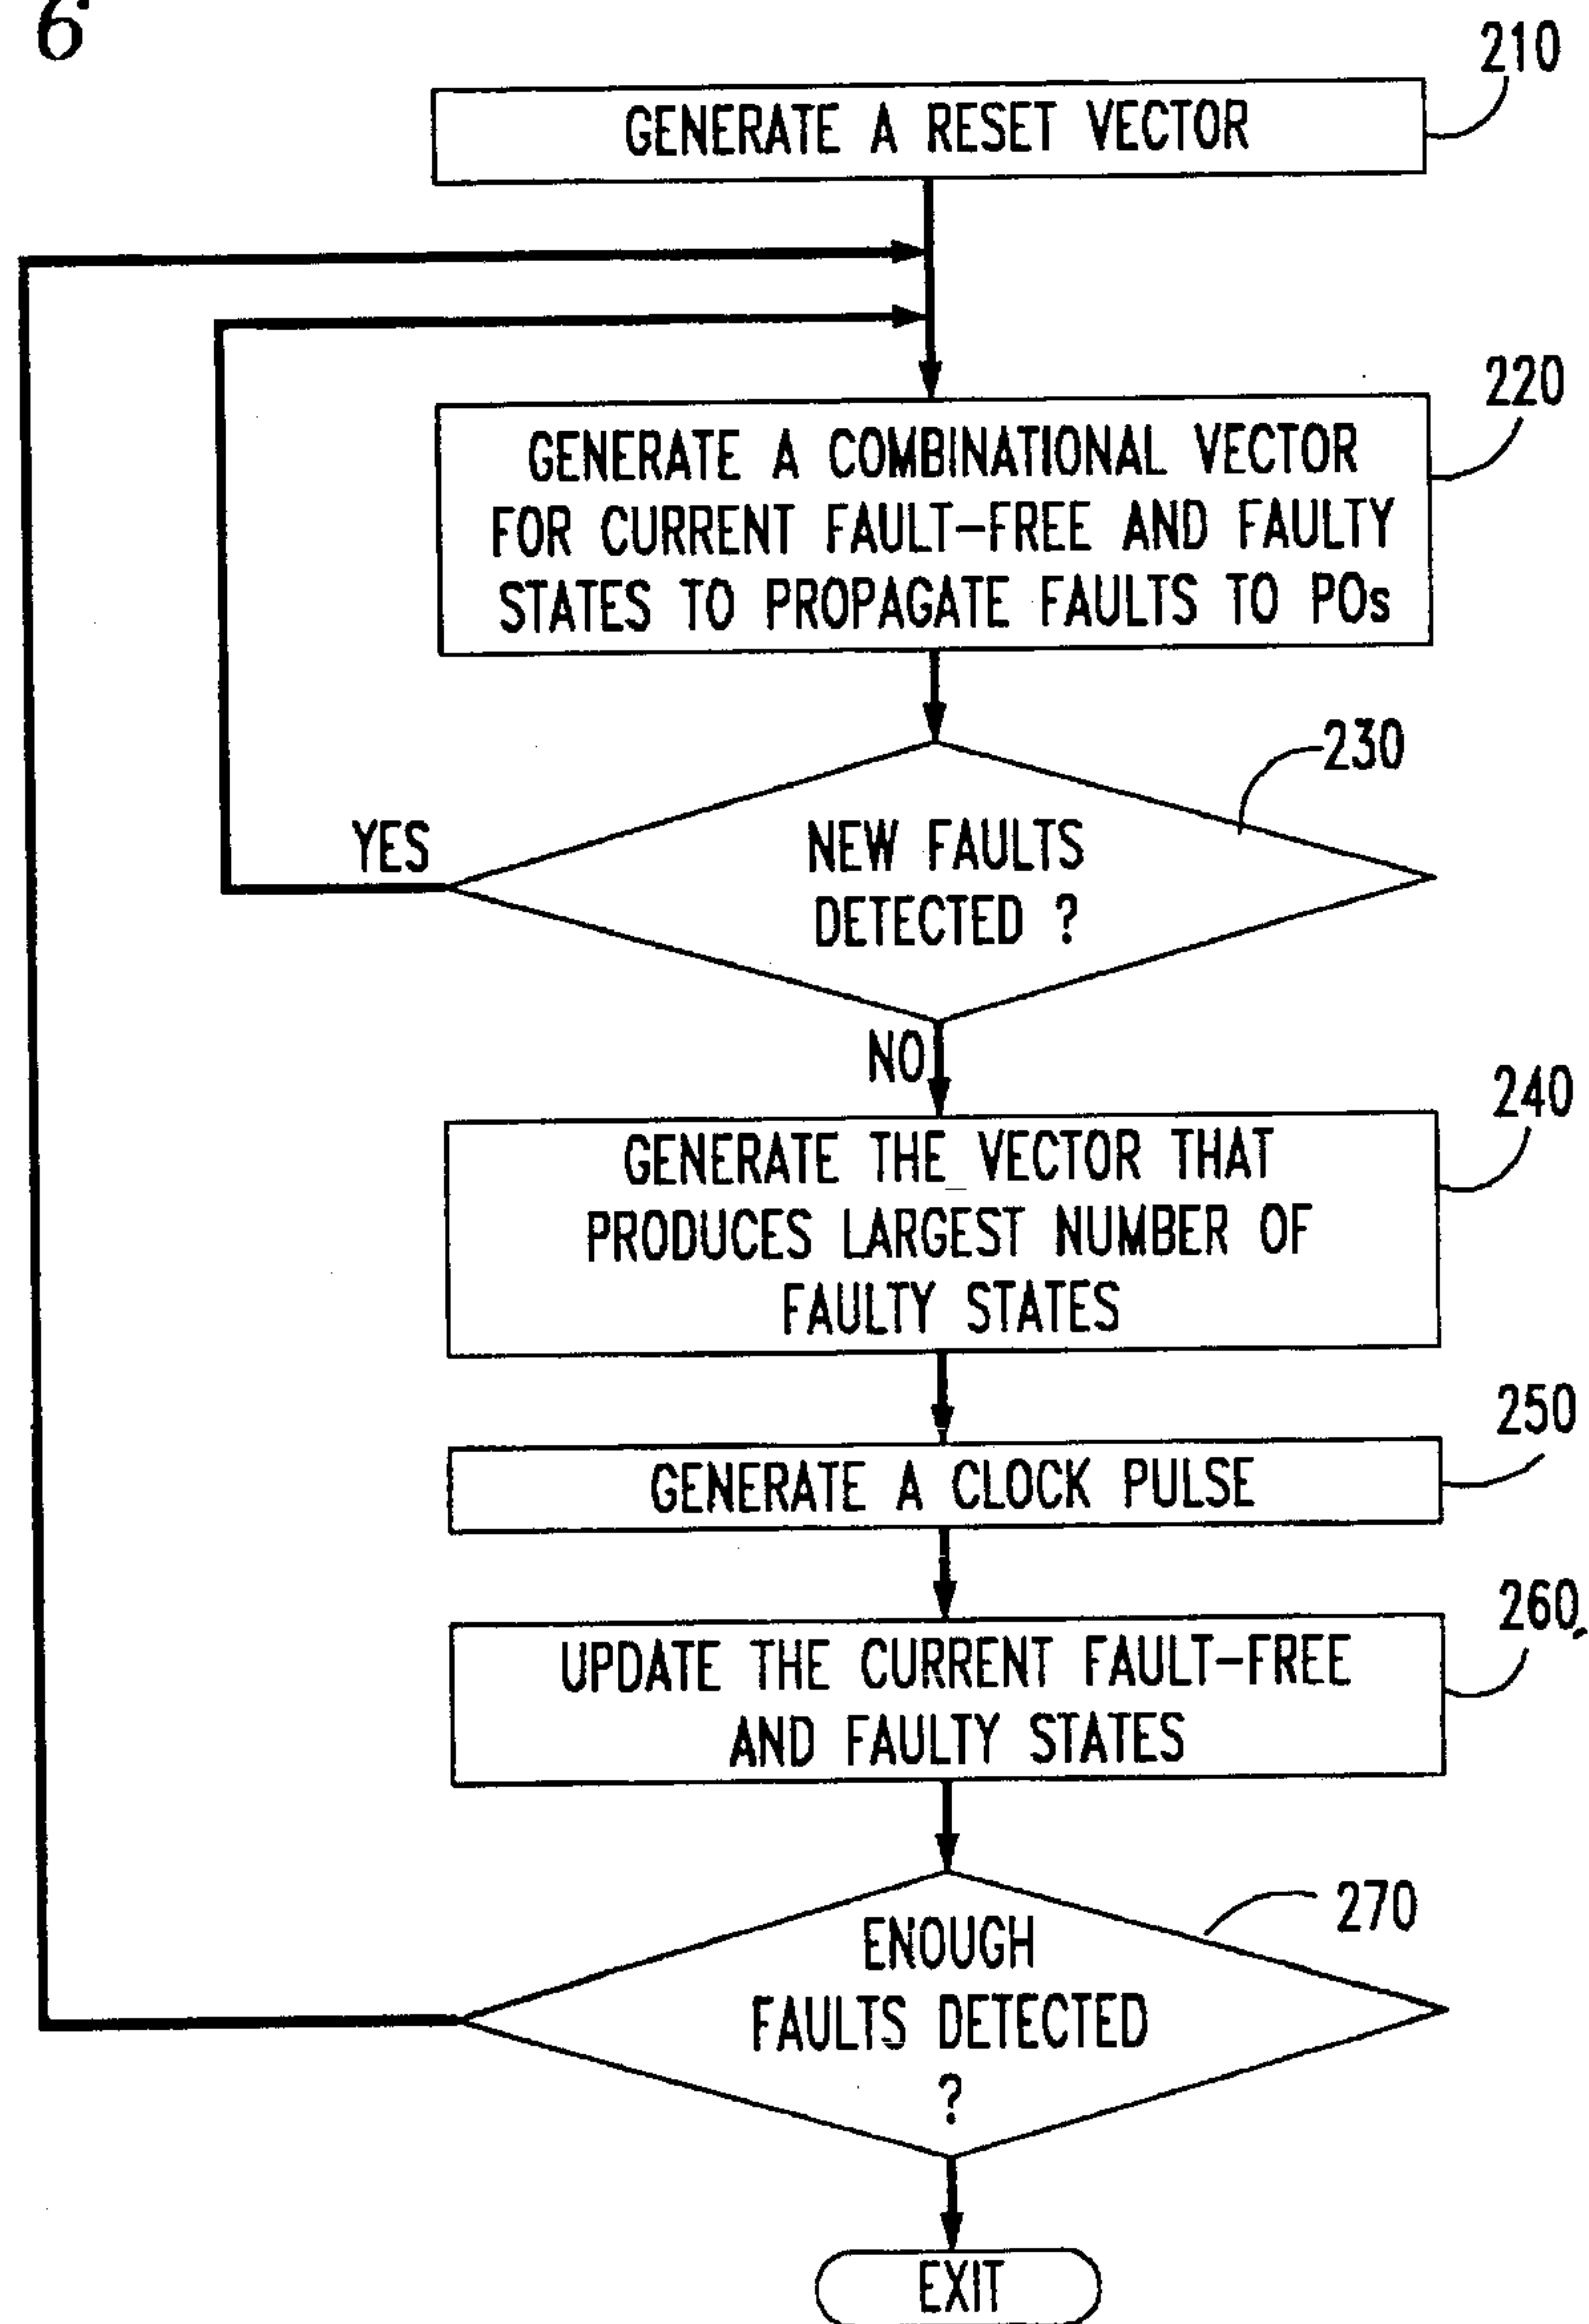 6
210
GENERATE A RESET VECTOR
220
GENERATE A COMBINATIONAL VECTOR
FOR CURRENT FAULT-FREE AND FAULTY
STATES TO PROPAGATE FAULTS TO POs
230
YES
NEW FAULTS
DETECTED ?
NO
240
GENERATE THE VECTOR THAT
PRODUCES LARGEST NUMBER OF
FAULTY STATES
250
GENERATE A CLOCK PULSE
260
UPDATE THE CURRENT FAULT-FREE
AND FAULTY STATES
270
ENOUGH
FAULTS DETECTED
?
EXIT